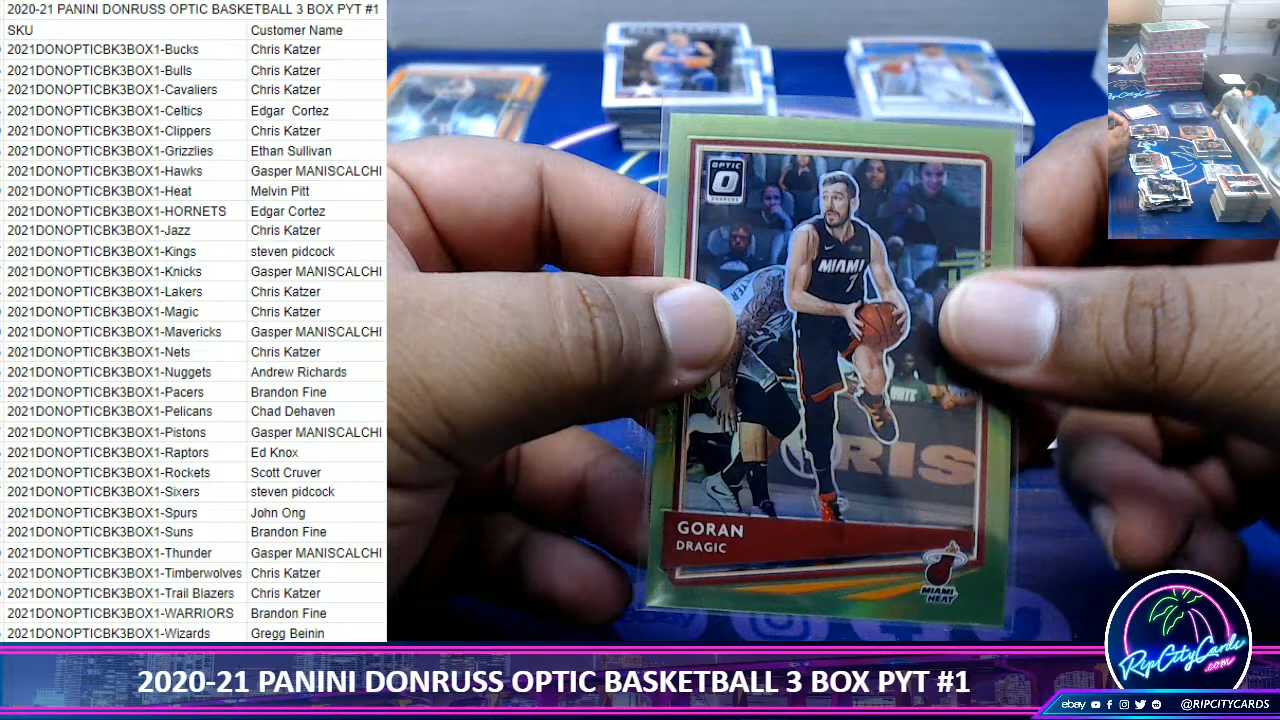 2020-21 PANINI DONRUSS OPTIC BASKETBALL 3 BOX PYT #1
SKU Customer Name
2021DONOPTICBK3BOX1-Bucks Chris Katzer
2021DONOPTICBK3BOX1-Bulls Chris Katzer
2021DONOPTICBK3BOX1-Cavaliers Chris Katzer
2021DONOPTICBK3BOX1-Celtics Edgar Cortez
2021DONOPTICBK3BOX1-Clippers Chris Katzer
2021DONOPTICBK3BOX1-Grizzlies Ethan Sullivan
2021DONOPTICBK3BOX1-Hawks Gasper MANISCALCHI
2021DONOPTICBK3BOX1-Heat Melvin Pitt
2021DONOPTICBK3BOX1-HORNETS Edgar Cortez
2021DONOPTICBK3BOX1-Jazz Chris Katzer
2021DONOPTICBK3BOX1-Kings steven pidcock
2021DONOPTICBK3BOX1-Knicks Gasper MANISCALCHI
2021DONOPTICBK3BOX1-Lakers Chris Katzer
2021DONOPTICBK3BOX1-Magic Chris Katzer
2021DONOPTICBK3BOX1-Mavericks Gasper MANISCALCHI
2021DONOPTICBK3BOX1-Nets Chris Katzer
2021DONOPTICBK3BOX1-Nuggets Andrew Richards
2021DONOPTICBK3BOX1-Pacers Brandon Fine
2021DONOPTICBK3BOX1-Pelicans Chad Dehaven
2021DONOPTICBK3BOX1-Pistons Gasper MANISCALCHI
2021DONOPTICBK3BOX1-Raptors Ed Knox
2021DONOPTICBK3BOX1-Rockets Scott Cruver
2021DONOPTICBK3BOX1-Sixers steven pidcock
2021DONOPTICBK3BOX1-Spurs John Ong
2021DONOPTICBK3BOX1-Suns Brandon Fine
2021DONOPTICBK3BOX1-Thunder Gasper MANISCALCHI
2021DONOPTICBK3BOX1-Timberwolves Chris Katzer
2021DONOPTICBK3BOX1-Trail Blazers Chris Katzer
2021DONOPTICBK3BOX1-WARRIORS Brandon Fine
2021DONOPTICBK3BOX1-Wizards Gregg Beinin
OPTIC
O
DONRUSS
MIAMI
7
RIS
GORAN
DRAGIC
MIAMI
HEAT
RipCityCards
.com
2020-21 PANINI DONRUSS OPTIC BASKETBALL 3 BOX PYT #1
ebay @RIPCITYCARDS